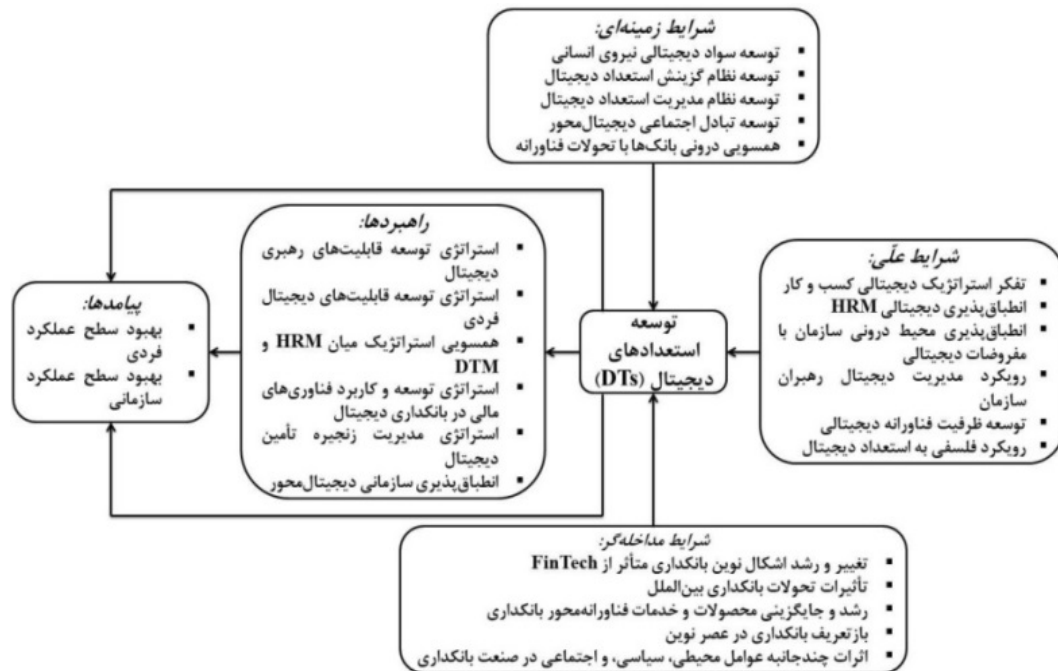 شرایط زمینه‌ای:
▪ توسعه سواد دیجیتالی نیروی انسانی
▪ توسعه نظام گزینش استعداد دیجیتال
▪ توسعه نظام مدیریت استعداد دیجیتال
▪ توسعه تبادل اجتماعی دیجیتال‌محور
▪ همسویی درونی بانک‌ها با تحولات فناورانه
شرایط علّی:
▪ تفکر استراتژیک دیجیتالی کسب و کار
▪ انطباق‌پذیری دیجیتالی HRM
▪ انطباق‌پذیری محیط درونی سازمان با
مفروضات دیجیتالی
▪ رویکرد مدیریت دیجیتال رهبران
سازمان
▪ توسعه ظرفیت فناورانه دیجیتالی
▪ رویکرد فلسفی به استعداد دیجیتال
توسعه
استعدادهای
دیجیتال (DTs)
راهبردها:
▪ استراتژی توسعه قابلیت‌های رهبری
دیجیتال
▪ استراتژی توسعه قابلیت‌های دیجیتال
فردی
▪ همسویی استراتژیک میان HRM و
DTM
▪ استراتژی توسعه و کاربرد فناوری‌های
مالی در بانکداری دیجیتال
▪ استراتژی مدیریت زنجیره تأمین
دیجیتال
▪ انطباق‌پذیری سازمانی دیجیتال‌محور
پیامدها:
▪ بهبود سطح عملکرد
فردی
▪ بهبود سطح عملکرد
سازمانی
شرایط مداخله‌گر:
▪ تغییر و رشد اشکال نوین بانکداری متأثر از FinTech
▪ تأثیرات تحولات بانکداری بین‌الملل
▪ رشد و جایگزینی محصولات و خدمات فناورانه‌محور بانکداری
▪ بازتعریف بانکداری در عصر نوین
▪ اثرات چندجانبه عوامل محیطی، سیاسی، و اجتماعی در صنعت بانکداری